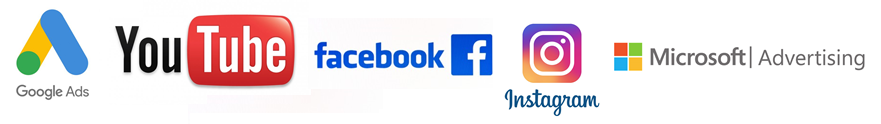 Google Ads
YouTube
facebook f
Instagram
Microsoft | Advertising